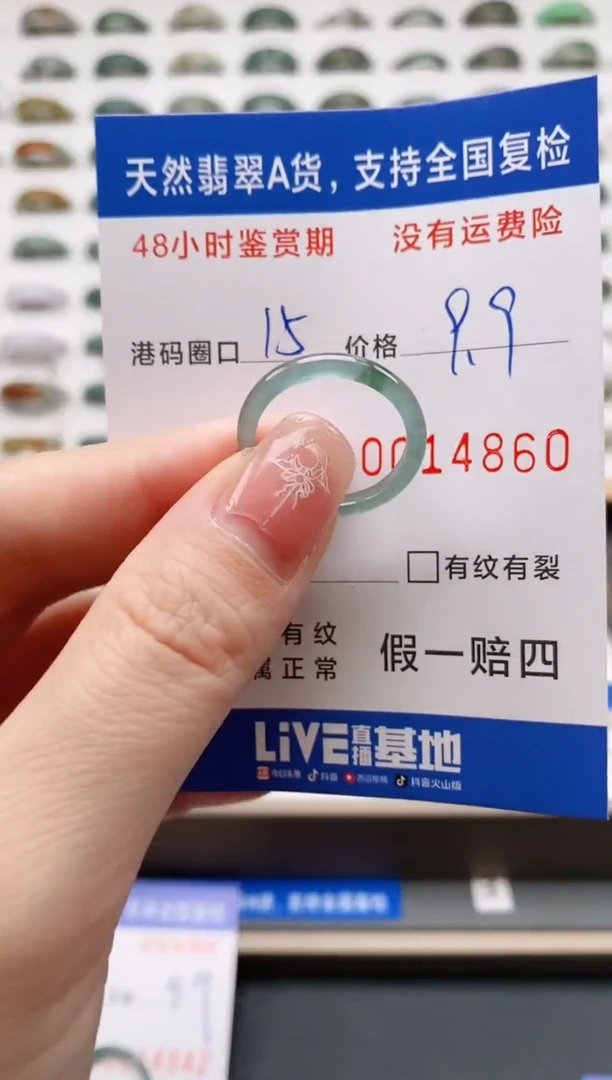 天然翡翠A货，支持全国复检
48小时鉴赏期 没有运费险
港码圈口 15 价格 9.9
0014860
□有纹有裂
有纹
属正常
假一赔四
LiVE直播基地
今日头条 抖音 西瓜视频 抖音火山版